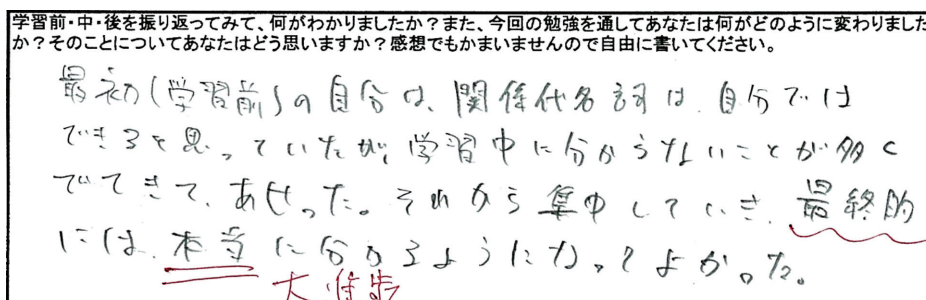 学習前・中・後を振り返ってみて、何がわかりましたか？また、今回の勉強を通してあなたは何がどのように変わりました
か？そのことについてあなたはどう思いますか？感想でもかまいませんので自由に書いてください。
最初(学習前)の自分は、関係代名詞は、自分では
できると思っていたが、学習中に分からないことが多く
でてきて、あせった。それから集中していき、最終的
には、本当に分かるようになってよかった。
大進歩